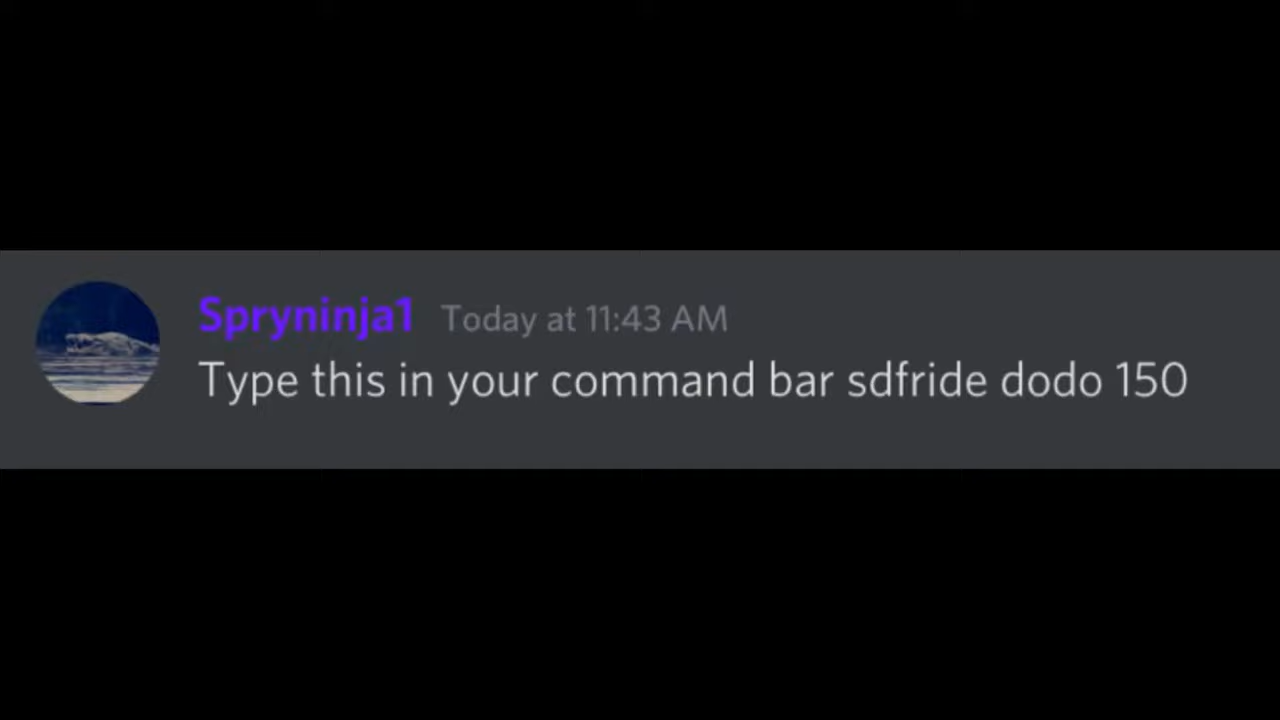 Spryninja1 Today at 11:43 AM
Type this in your command bar sdfride dodo 150